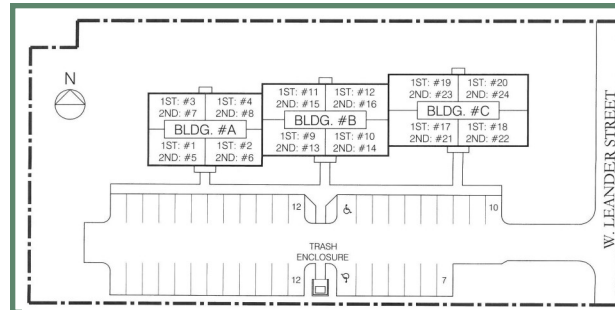 N
1ST: #3 1ST: #4
2ND: #7 2ND: #8
BLDG. #A
1ST: #1 1ST: #2
2ND: #5 2ND: #6
1ST: #11 1ST: #12
2ND: #15 2ND: #16
BLDG. #B
1ST: #9 1ST: #10
2ND: #13 2ND: #14
1ST: #19 1ST: #20
2ND: #23 2ND: #24
BLDG. #C
1ST: #17 1ST: #18
2ND: #21 2ND: #22
W. LEANDER STREET
12
10
TRASH
ENCLOSURE
12
7